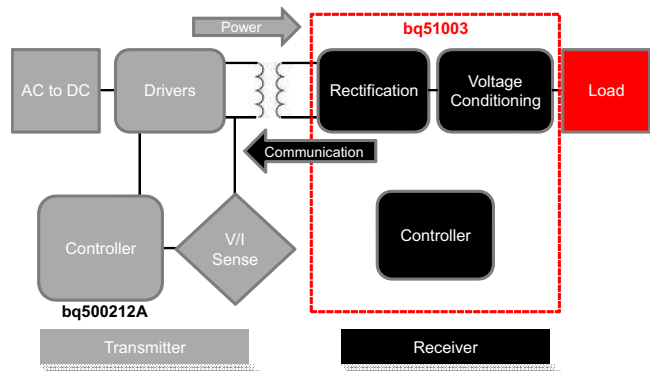 Power
bq51003
AC to DC
Drivers
Rectification
Voltage
Conditioning
Load
Communication
Controller
V/I
Sense
Controller
bq500212A
Transmitter
Receiver